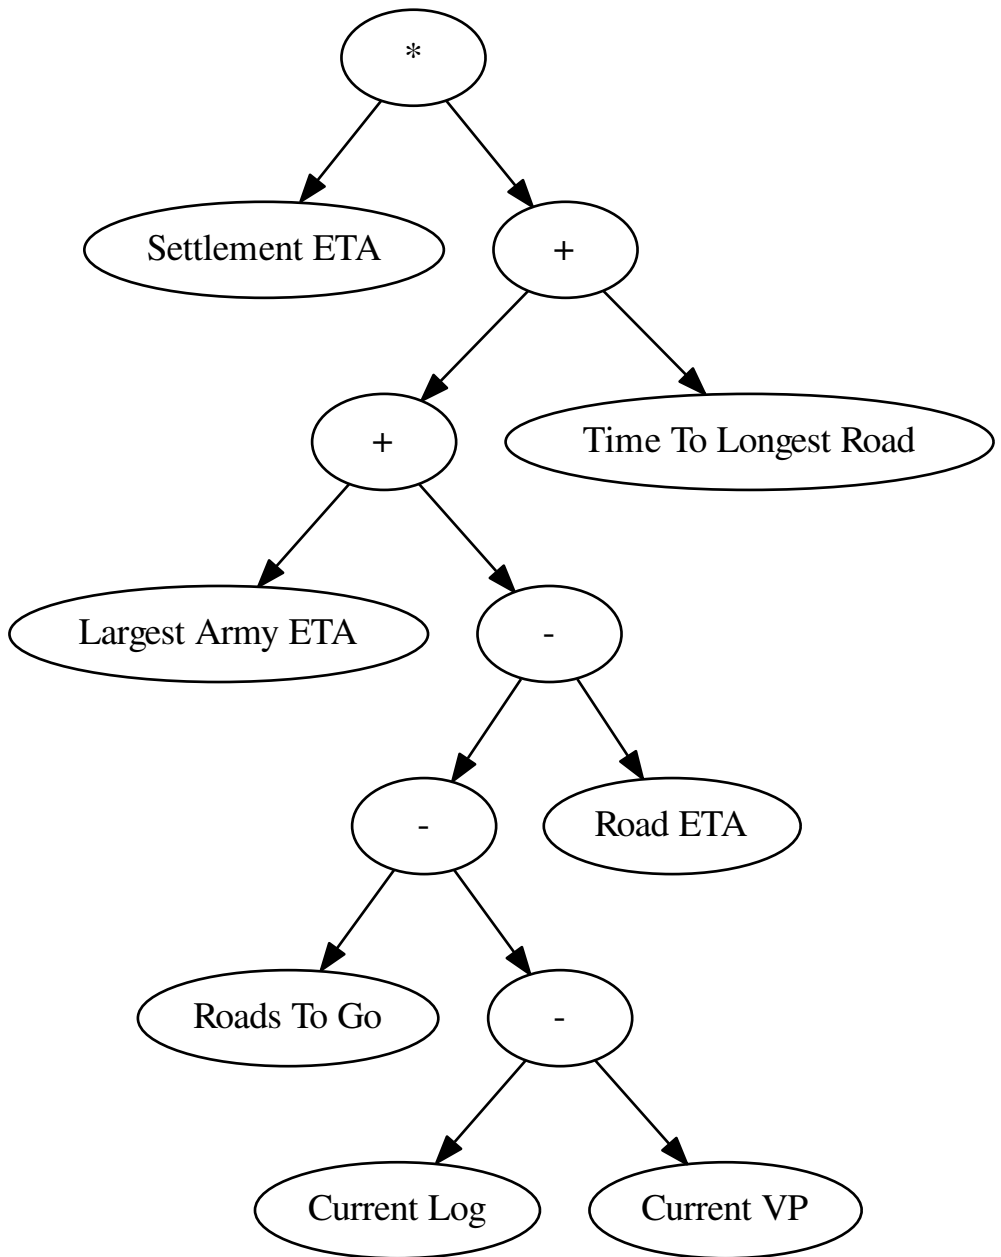 *
Settlement ETA
+
+
Time To Longest Road
Largest Army ETA
-
-
Road ETA
Roads To Go
-
Current Log
Current VP